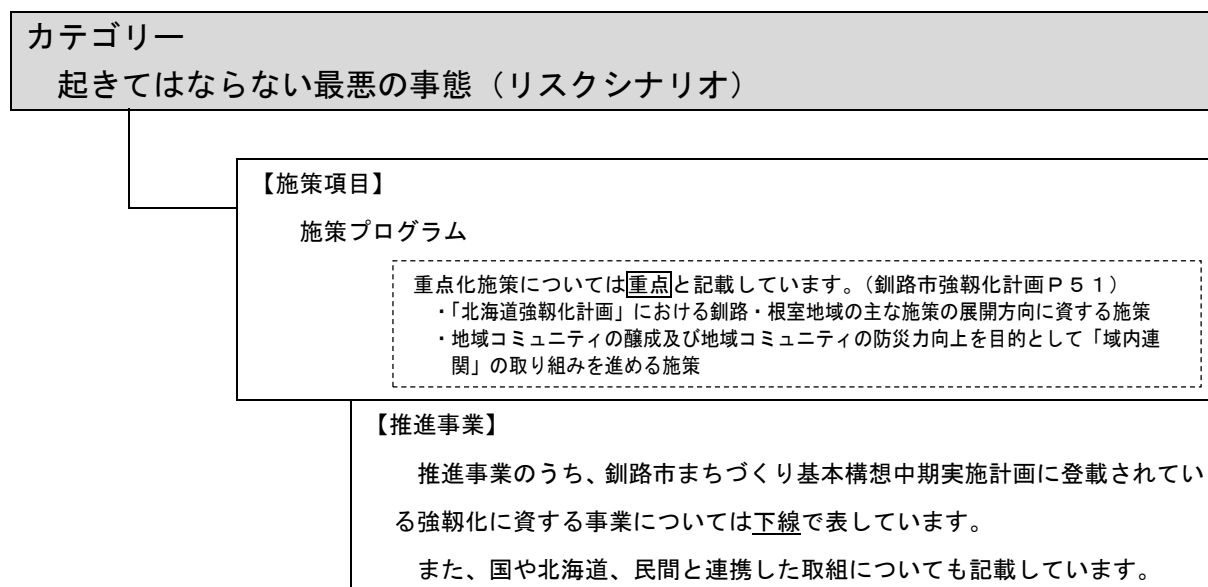 カテゴリー
起きてはならない最悪の事態（リスクシナリオ）
【施策項目】
施策プログラム
重点化施策については重点と記載しています。（釧路市強靱化計画Ｐ５１）
・「北海道強靱化計画」における釧路・根室地域の主な施策の展開方向に資する施策
・地域コミュニティの醸成及び地域コミュニティの防災力向上を目的として「域内連
関」の取り組みを進める施策
【推進事業】
推進事業のうち、釧路市まちづくり基本構想中期実施計画に登載されてい
る強靱化に資する事業については下線で表しています。
また、国や北海道、民間と連携した取組についても記載しています。